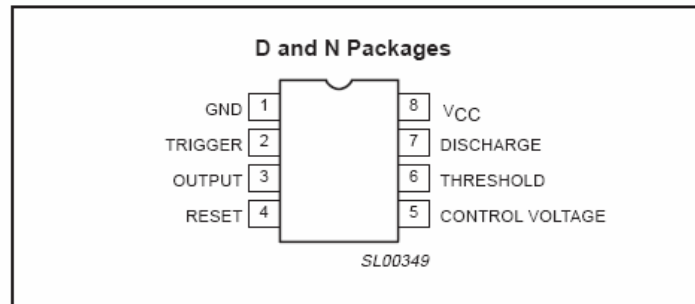 D and N Packages
GND 1 8 VCC
TRIGGER 2 7 DISCHARGE
OUTPUT 3 6 THRESHOLD
RESET 4 5 CONTROL VOLTAGE
SL00349